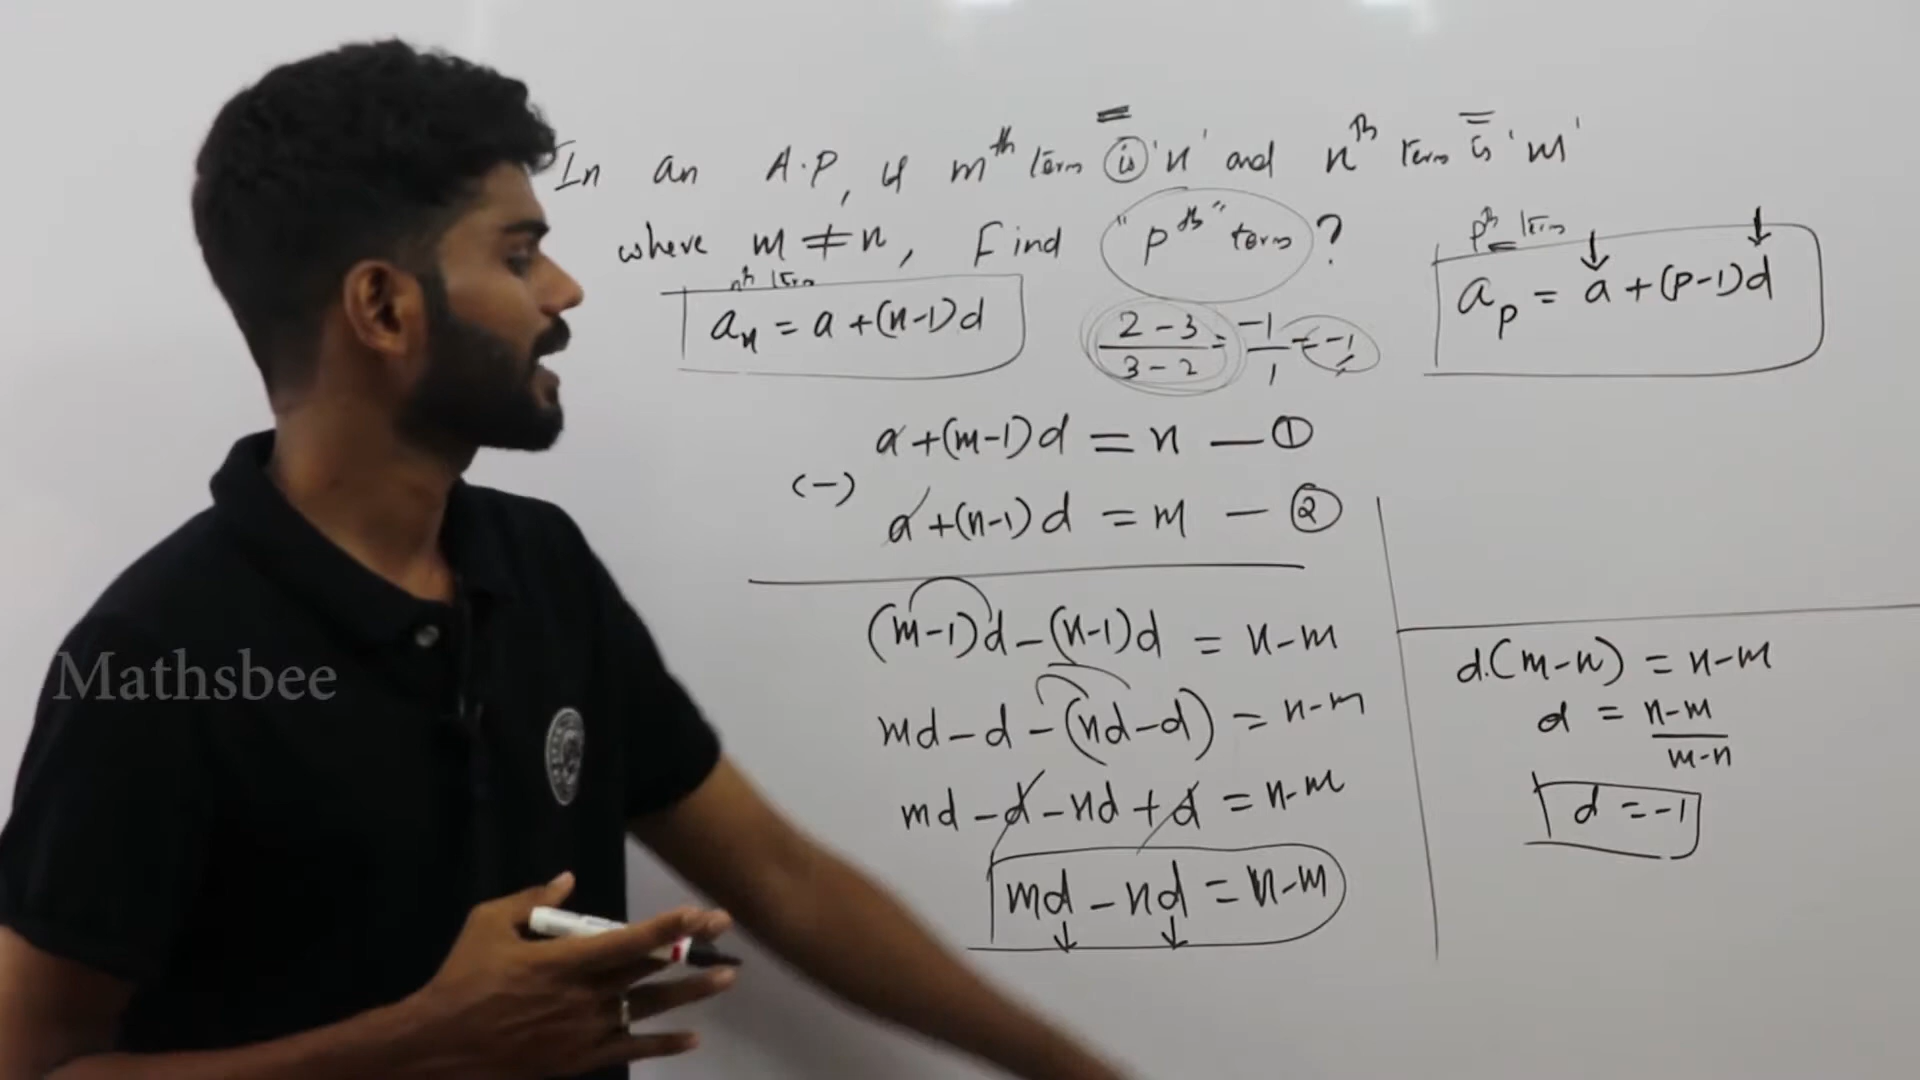 In an A.P, if mᵗʰ term is 'n' and nᵗʰ term is 'm'
where m ≠ n, Find "pᵗʰ" term ?
nᵗʰ term
aₙ = a + (n-1)d
2 - 3 / 3 - 2 = -1 / 1 = -1
pᵗʰ term
aₚ = a + (p-1)d
a + (m-1)d = n — ①
(-)
a + (n-1)d = m — ②
(m-1)d - (n-1)d = n-m
md - d - (nd - d) = n-m
md - d - nd + d = n-m
md - nd = n-m
d.(m-n) = n-m
d = n-m / m-n
d = -1
Mathsbee